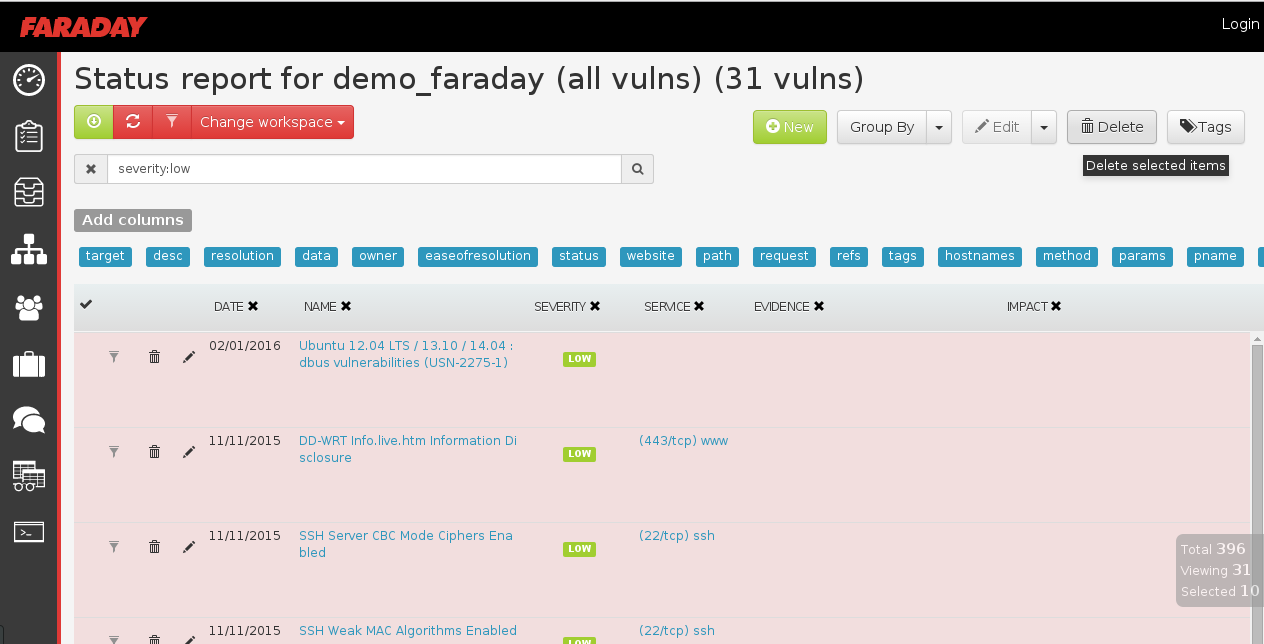 FARADAY
Login
Status report for demo_faraday (all vulns) (31 vulns)
Change workspace
New
Group By
Edit
Delete
Tags
severity:low
Delete selected items
Add columns
target desc resolution data owner easeofresolution status website path request refs tags hostnames method params pname
DATE NAME SEVERITY SERVICE EVIDENCE IMPACT
02/01/2016 Ubuntu 12.04 LTS / 13.10 / 14.04 :
dbus vulnerabilities (USN-2275-1)
LOW
11/11/2015 DD-WRT Info.live.htm Information Di (443/tcp) www
sclosure
LOW
11/11/2015 SSH Server CBC Mode Ciphers Ena (22/tcp) ssh
bled
LOW
Total 396
Viewing 31
Selected 10
11/11/2015 SSH Weak MAC Algorithms Enabled (22/tcp) ssh
LOW